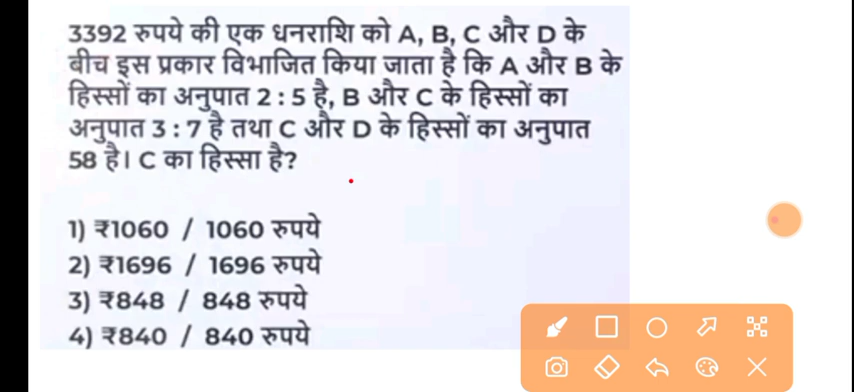 3392 रुपये की एक धनराशि को A, B, C और D के
बीच इस प्रकार विभाजित किया जाता है कि A और B के
हिस्सों का अनुपात 2 : 5 है, B और C के हिस्सों का
अनुपात 3 : 7 है तथा C और D के हिस्सों का अनुपात
58 है। C का हिस्सा है?
1) ₹1060 / 1060 रुपये
2) ₹1696 / 1696 रुपये
3) ₹848 / 848 रुपये
4) ₹840 / 840 रुपये